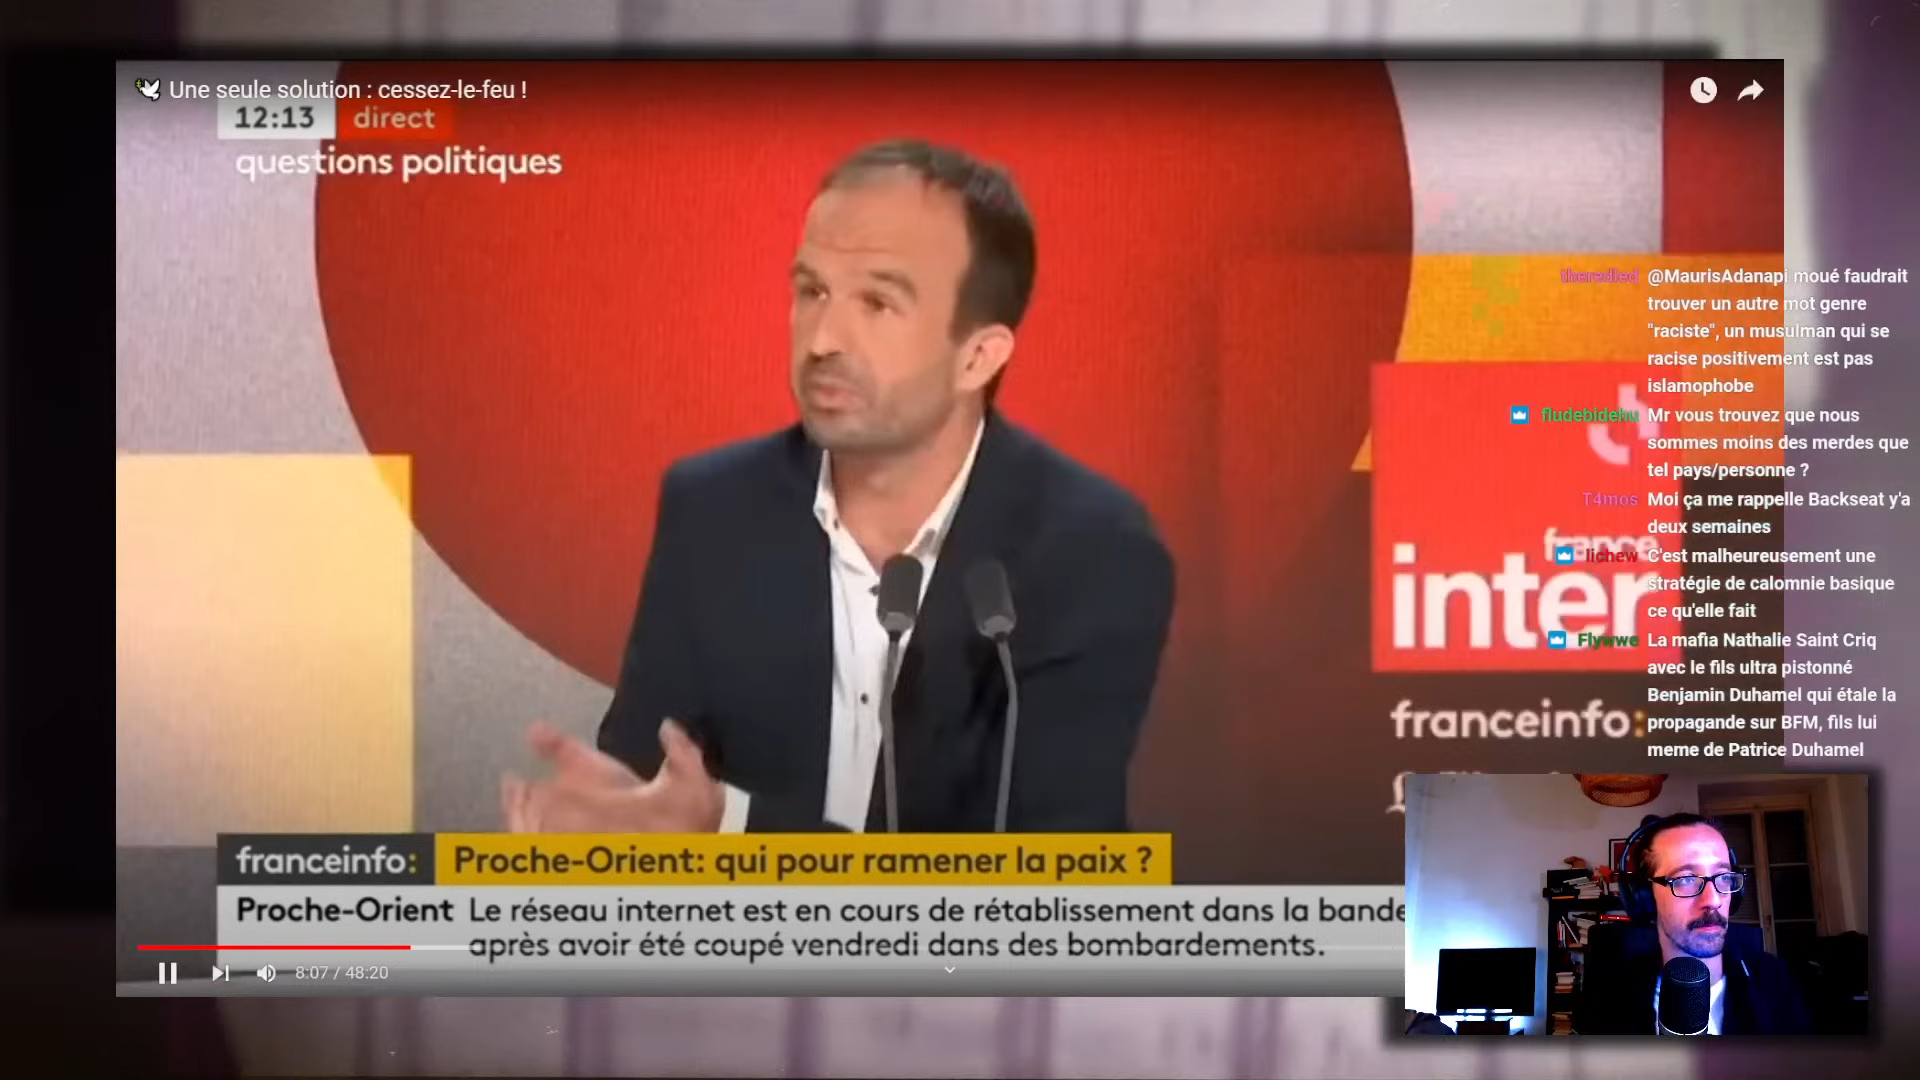 Une seule solution : cessez-le-feu !
12:13 direct
questions politiques
theredled @MaurisAdanapi moué faudrait
trouver un autre mot genre
"raciste", un musulman qui se
racise positivement est pas
islamophobe
fludebidehu Mr vous trouvez que nous
sommes moins des merdes que
tel pays/personne ?
T4mos Moi ça me rappelle Backseat y'a
deux semaines
lichew C'est malheureusement une
stratégie de calomnie basique
ce qu'elle fait
Flywwe La mafia Nathalie Saint Criq
avec le fils ultra pistonné
Benjamin Duhamel qui étale la
propagande sur BFM, fils lui
meme de Patrice Duhamel
france
inter
franceinfo:
franceinfo: Proche-Orient: qui pour ramener la paix ?
Proche-Orient Le réseau internet est en cours de rétablissement dans la bande
après avoir été coupé vendredi dans des bombardements.
8:07 / 48:20